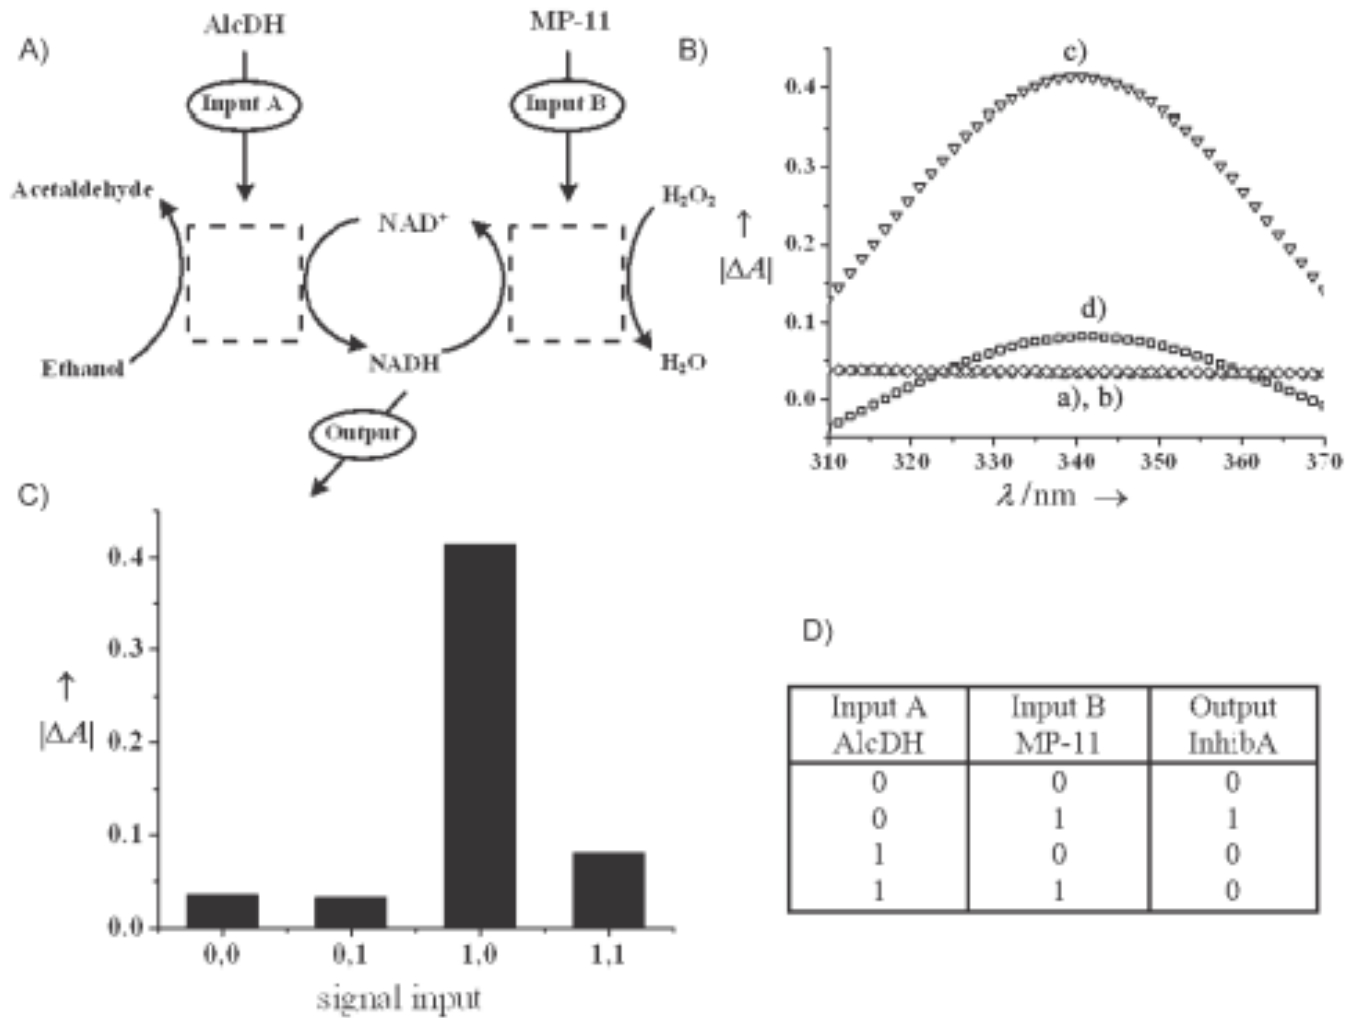 A)
AlcDH
MP-11
Input A
Input B
Acetaldehyde
NAD⁺
H₂O₂
Ethanol
NADH
H₂O
Output
B)
c)
0.4
0.3
↑
0.2
|ΔA|
d)
0.1
0.0
a), b)
310 320 330 340 350 360 370
λ/nm →
C)
0.4
0.3
↑
|ΔA|
0.2
0.1
0.0
0,0 0,1 1,0 1,1
signal input
D)
Input A Input B Output
AlcDH MP-11 InhibA
0 0 0
0 1 1
1 0 0
1 1 0